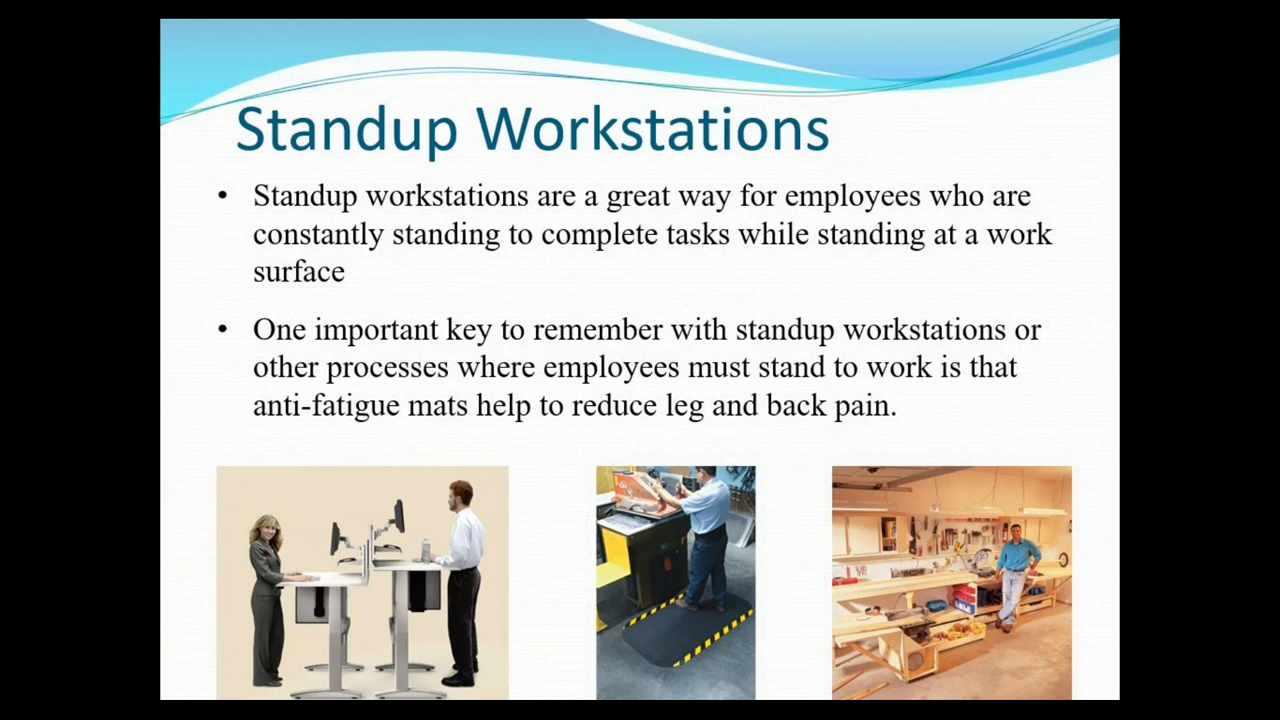 Standup Workstations
• Standup workstations are a great way for employees who are
constantly standing to complete tasks while standing at a work
surface
• One important key to remember with standup workstations or
other processes where employees must stand to work is that
anti-fatigue mats help to reduce leg and back pain.